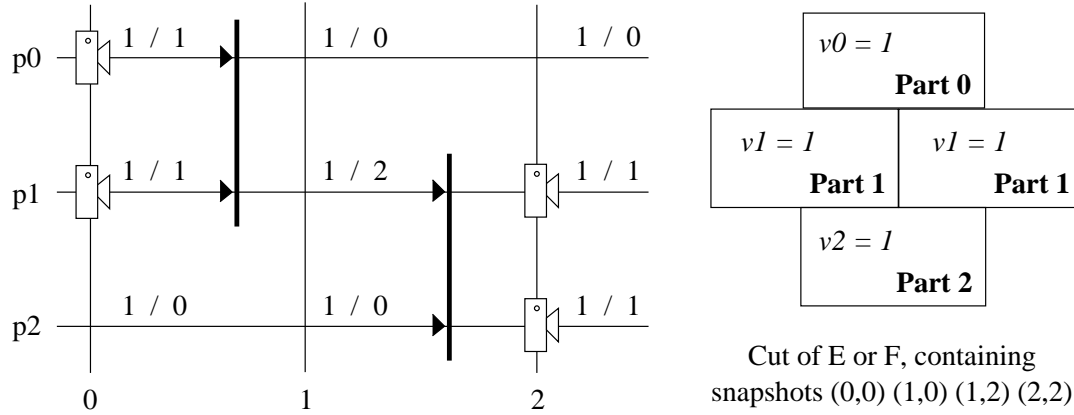 p0 1 / 1 1 / 0 1 / 0
p1 1 / 1 1 / 2 1 / 1
p2 1 / 0 1 / 0 1 / 1
0 1 2
v0 = 1
Part 0
v1 = 1 v1 = 1
Part 1 Part 1
v2 = 1
Part 2
Cut of E or F, containing
snapshots (0,0) (1,0) (1,2) (2,2)